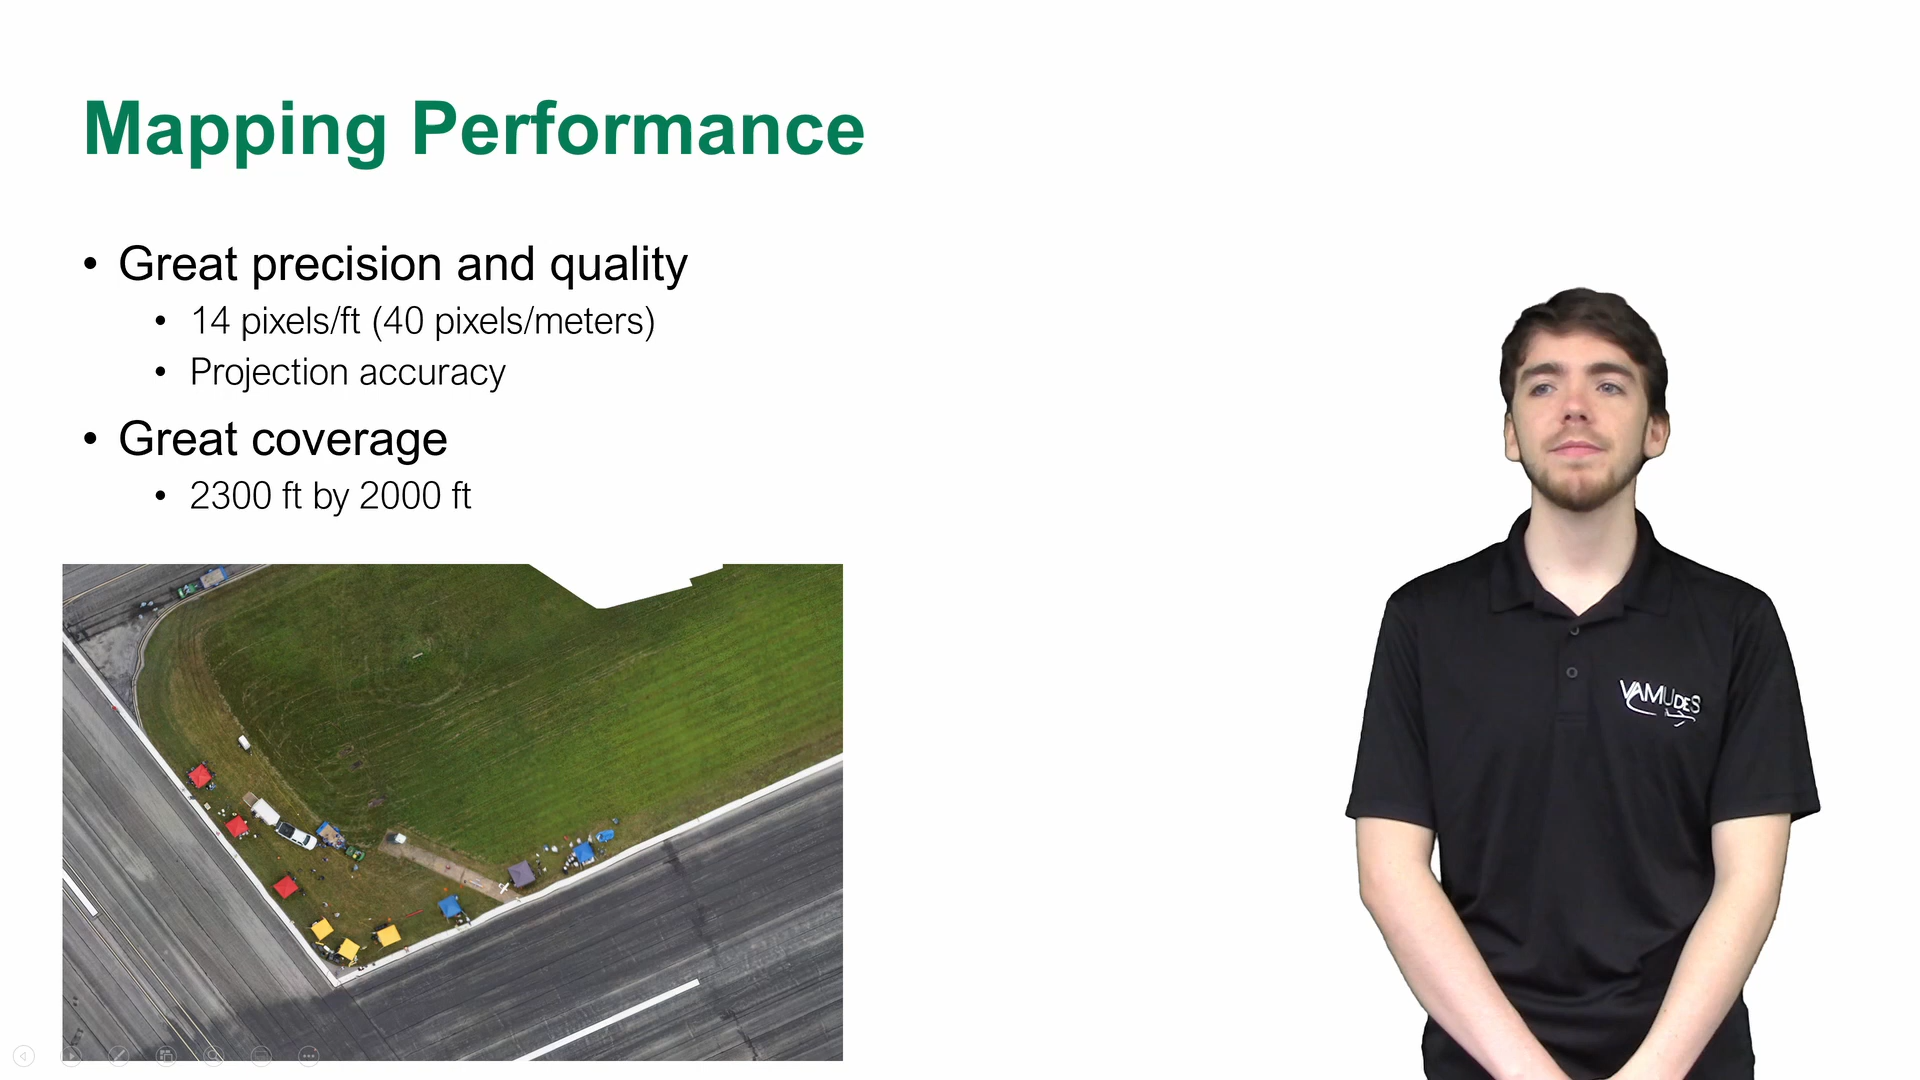 Mapping Performance
• Great precision and quality
• 14 pixels/ft (40 pixels/meters)
• Projection accuracy
• Great coverage
• 2300 ft by 2000 ft
VAMUDES